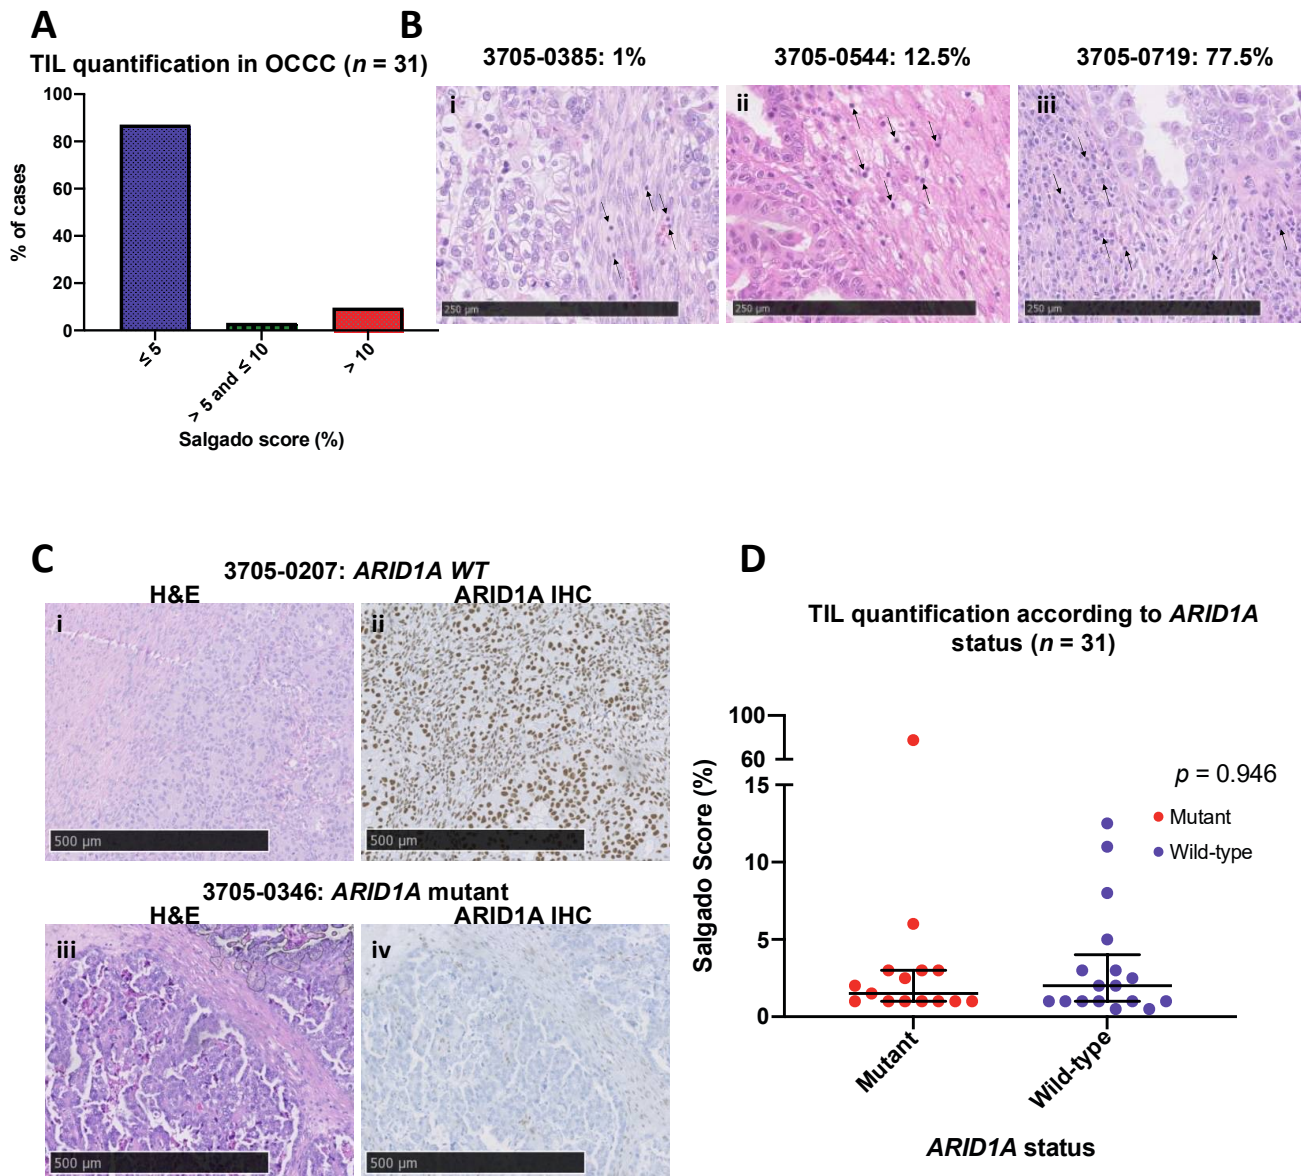 A
TIL quantification in OCCC (n = 31)
100
80
60
40
20
0
% of cases
≤ 5
> 5 and ≤ 10
> 10
Salgado score (%)
B
3705-0385: 1%
3705-0544: 12.5%
3705-0719: 77.5%
i
ii
iii
250 µm
250 µm
250 µm
C
3705-0207: ARID1A WT
H&E
ARID1A IHC
i
ii
500 µm
500 µm
3705-0346: ARID1A mutant
H&E
ARID1A IHC
iii
iv
500 µm
500 µm
D
TIL quantification according to ARID1A
status (n = 31)
100
60
15
10
5
0
Salgado Score (%)
p = 0.946
Mutant
Wild-type
Mutant
Wild-type
ARID1A status